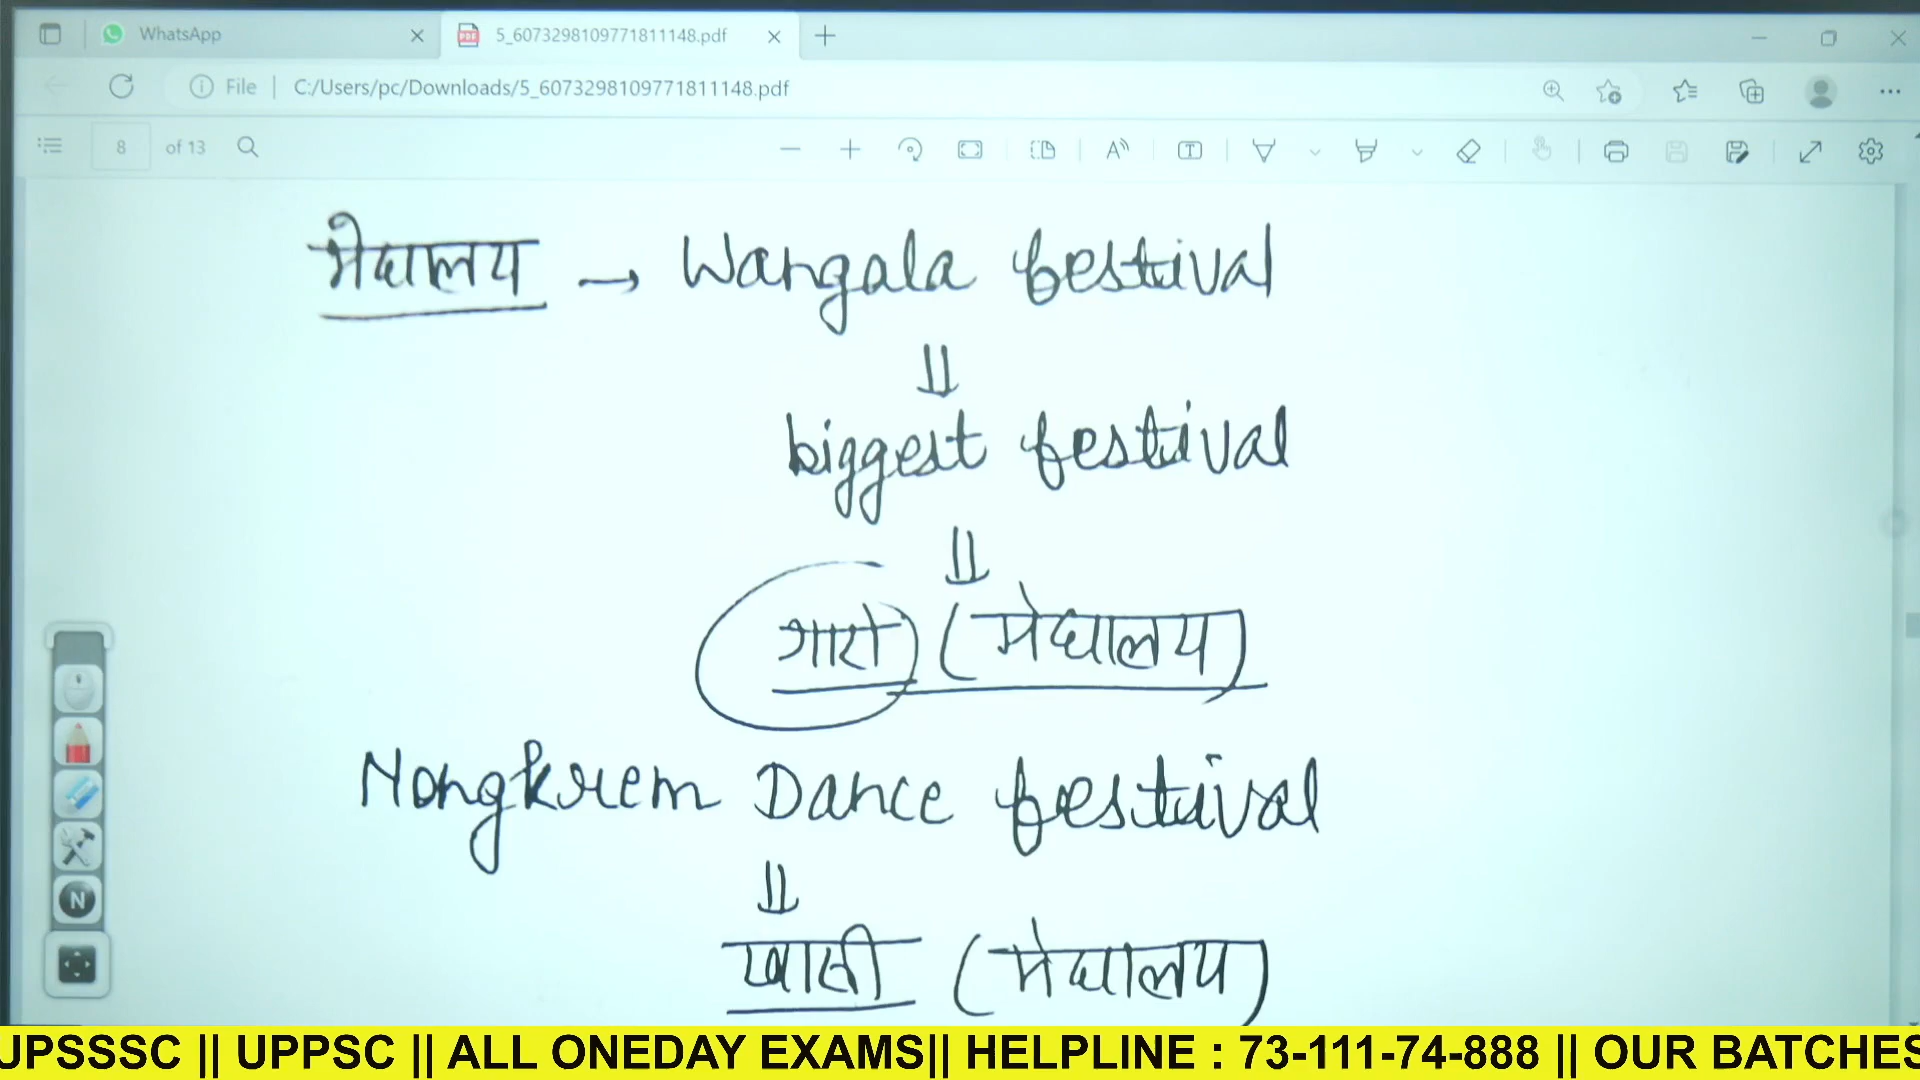 WhatsApp
5_6073298109771811148.pdf
File | C:/Users/pc/Downloads/5_6073298109771811148.pdf
8 of 13
मेघालय → Wangala festival
biggest festival
गारो (मेघालय)
Nongkrem Dance festival
खासी (मेघालय)
UPSSSC || UPPSC || ALL ONEDAY EXAMS|| HELPLINE : 73-111-74-888 || OUR BATCHES